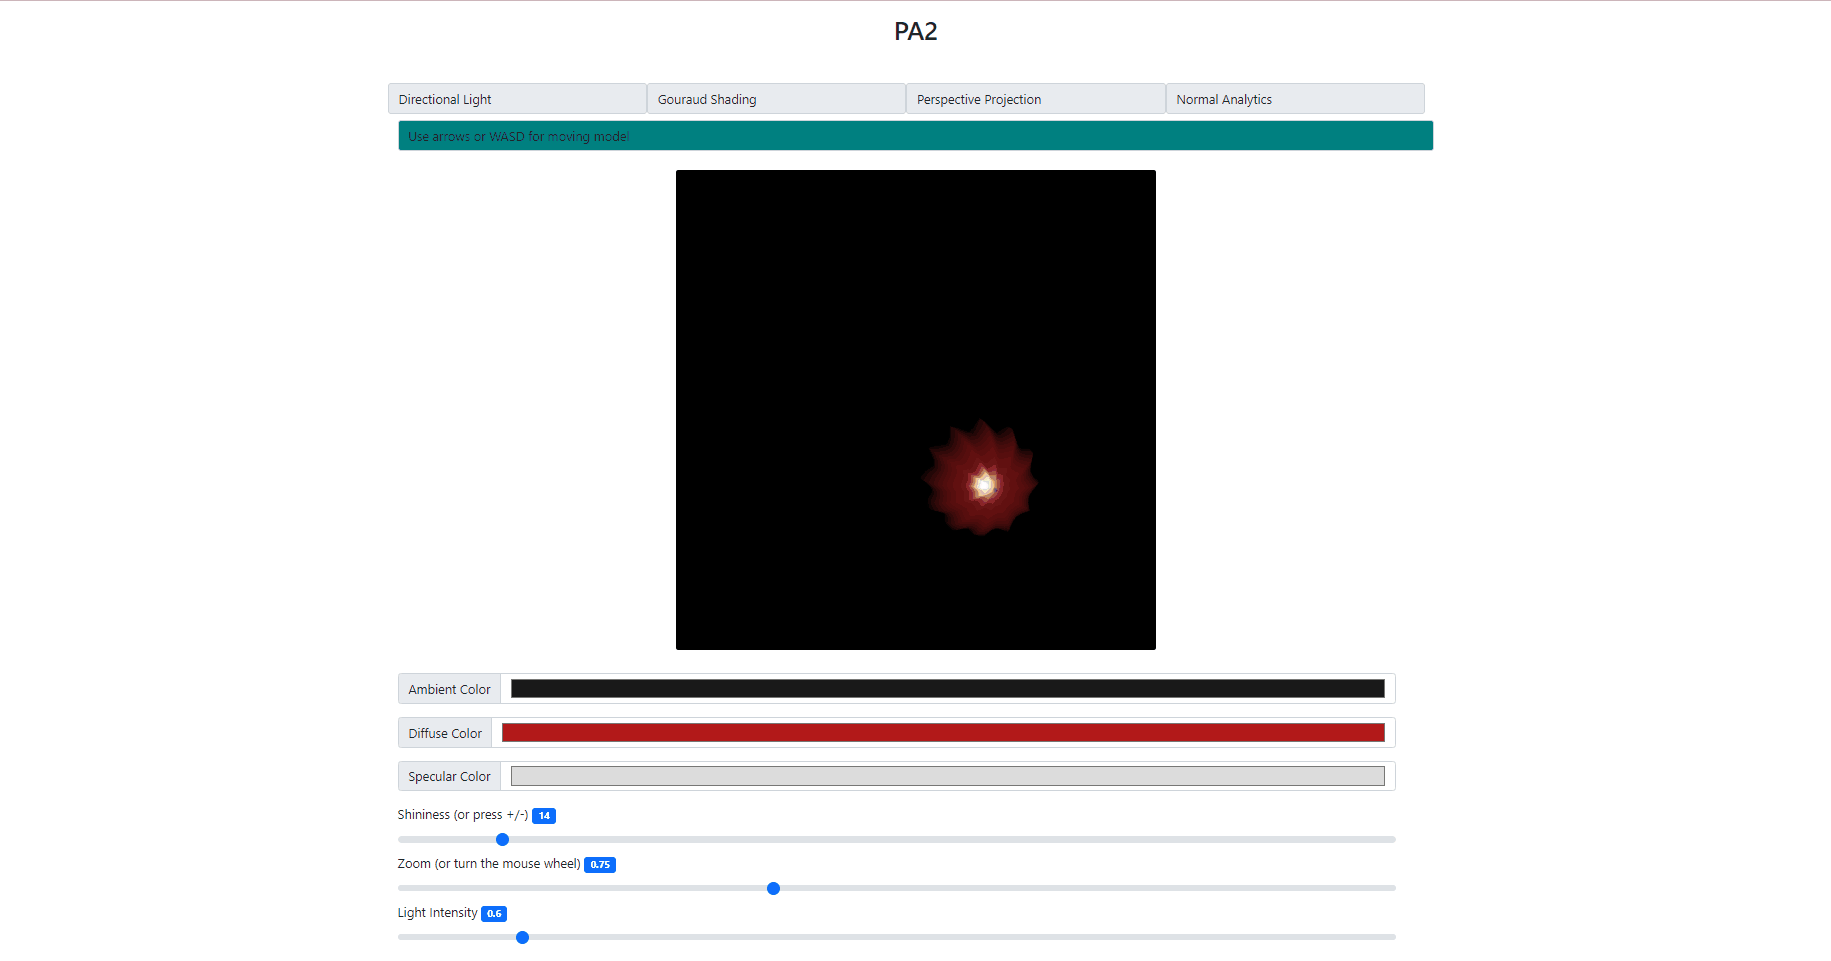 PA2
Directional Light
Gouraud Shading
Perspective Projection
Normal Analytics
Use arrows or WASD for moving model
Ambient Color
Diffuse Color
Specular Color
Shininess (or press +/-) 14
Zoom (or turn the mouse wheel) 0.75
Light Intensity 0.6